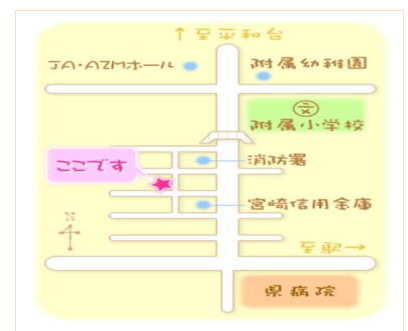 ↑至平和台
JA・AZMホール
附属幼稚園
文
附属小学校
消防署
ここです
宮崎信用金庫
N
至駅→
県病院